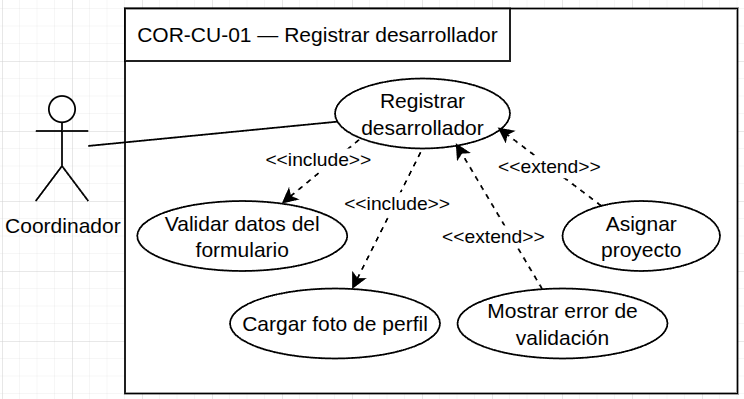 COR-CU-01 — Registrar desarrollador
Registrar
desarrollador
<<include>>
<<extend>>
<<include>>
Coordinador
Validar datos del
formulario
<<extend>>
Asignar
proyecto
Cargar foto de perfil
Mostrar error de
validación